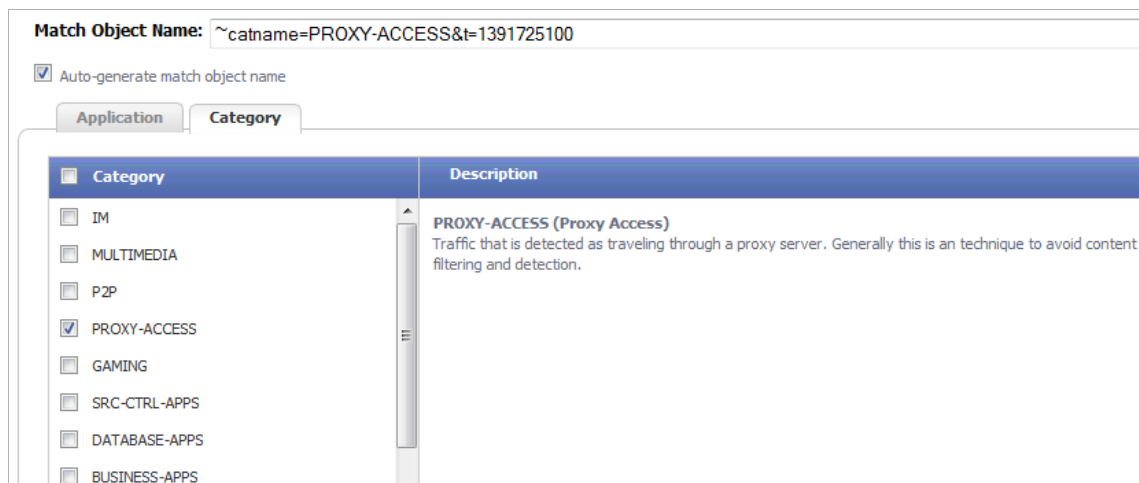 Match Object Name: ~catname=PROXY-ACCESS&t=1391725100
Auto-generate match object name
Application Category
Category Description
IM
PROXY-ACCESS (Proxy Access)
Traffic that is detected as traveling through a proxy server. Generally this is an technique to avoid content
filtering and detection.
MULTIMEDIA
P2P
PROXY-ACCESS
GAMING
SRC-CTRL-APPS
DATABASE-APPS
BUSINESS-APPS